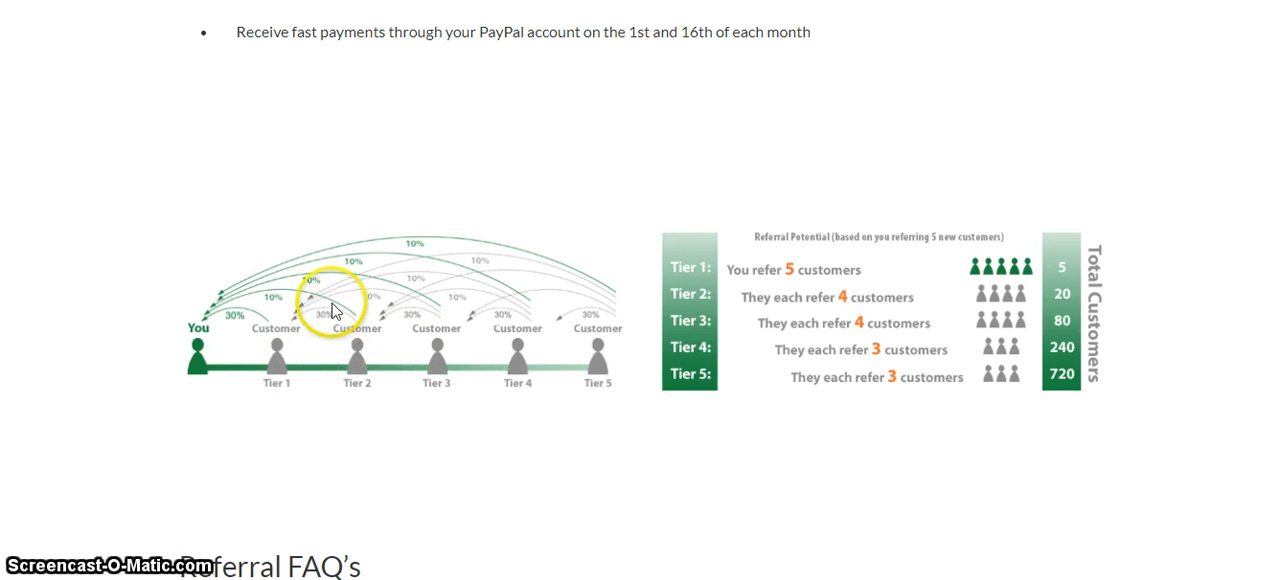 • Receive fast payments through your PayPal account on the 1st and 16th of each month
10%
10%
10%
10%
10%
10%
0%
10%
30%
30%
30%
30%
30%
You Customer Customer Customer Customer Customer
Tier 1 Tier 2 Tier 3 Tier 4 Tier 5
Referral Potential (based on you referring 5 new customers)
Tier 1: You refer 5 customers 5
Tier 2: They each refer 4 customers 20
Tier 3: They each refer 4 customers 80
Tier 4: They each refer 3 customers 240
Tier 5: They each refer 3 customers 720
Total Customers
Referral FAQ’s
Screencast-O-Matic.com